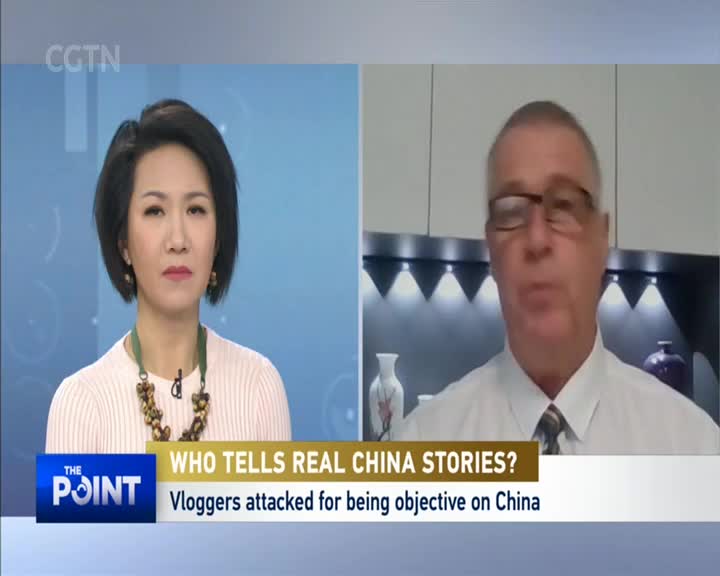 CGTN
WHO TELLS REAL CHINA STORIES?
THE
POINT
Vloggers attacked for being objective on China